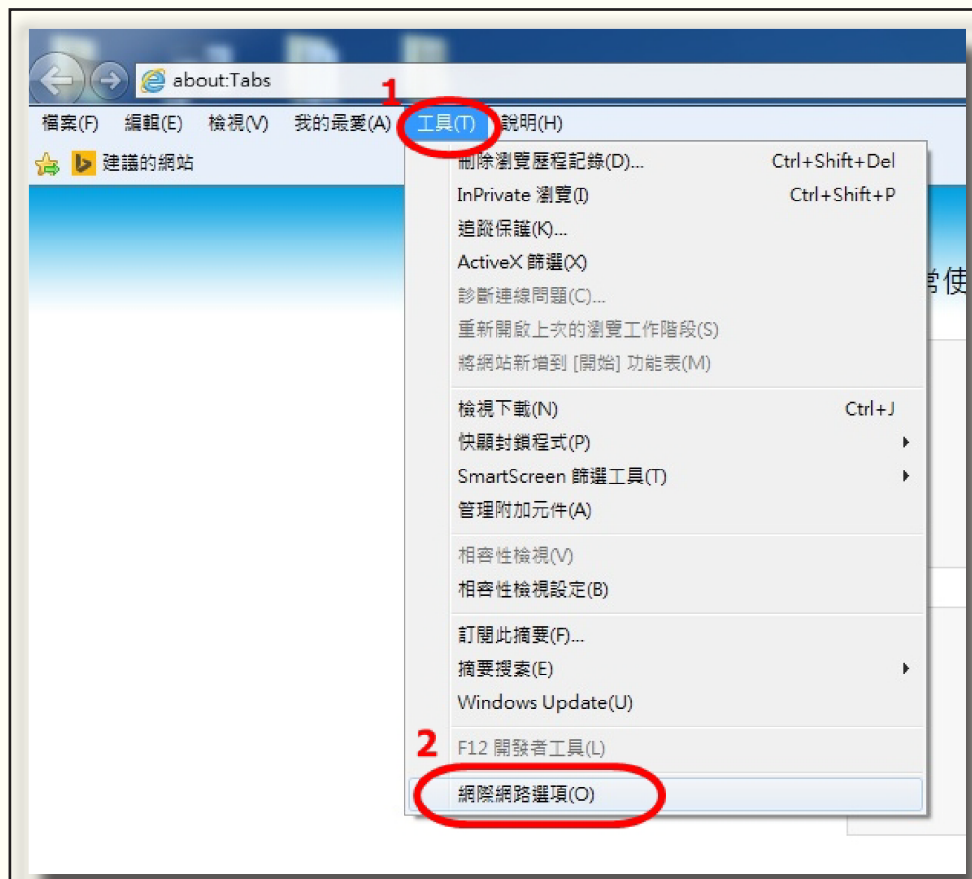 about:Tabs
1
檔案(F) 編輯(E) 檢視(V) 我的最愛(A) 工具(T) 說明(H)
建議的網站
刪除瀏覽歷程記錄(D)... Ctrl+Shift+Del
InPrivate 瀏覽(I) Ctrl+Shift+P
追蹤保護(K)...
ActiveX 篩選(X)
常使
診斷連線問題(C)...
重新開啟上次的瀏覽工作階段(S)
將網站新增到 [開始] 功能表(M)
檢視下載(N) Ctrl+J
快顯封鎖程式(P)
SmartScreen 篩選工具(T)
管理附加元件(A)
相容性檢視(V)
相容性檢視設定(B)
訂閱此摘要(F)...
摘要搜索(E)
Windows Update(U)
2
F12 開發者工具(L)
網際網路選項(O)